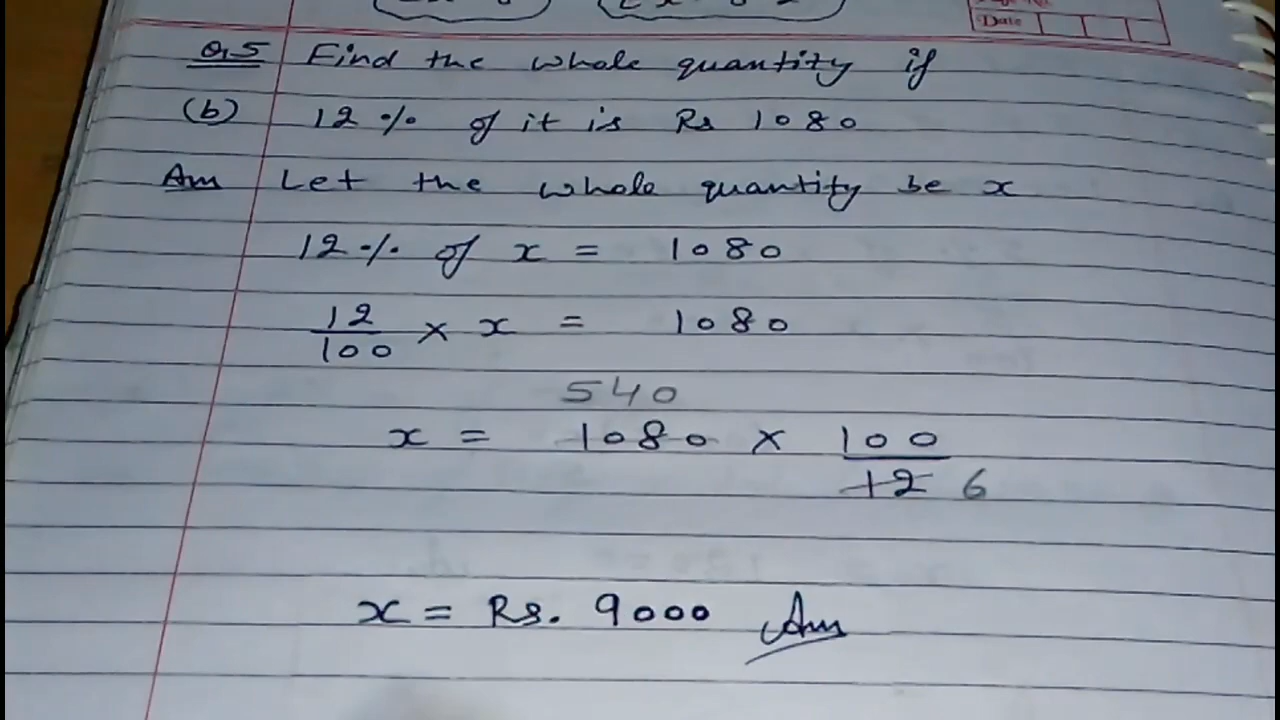 Date
Q.5 Find the whole quantity if
(b) 12% of it is Rs 1080
Ans Let the whole quantity be x
12% of x = 1080
12/100 × x = 1080
540
x = 1080 × 100/12 6
x = Rs. 9000 Ans